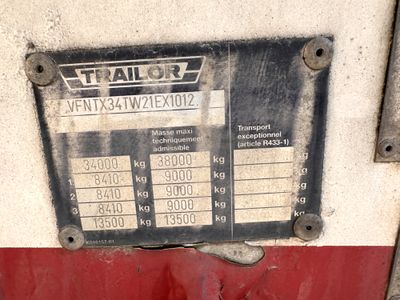 TRAILOR
VFNTX34TW21EX1012
Masse maxi techniquement admissible
Transport exceptionnel (article R433-1)
34000 kg 38000 kg kg
1 8410 kg 9000 kg kg
2 8410 kg 9000 kg kg
3 8410 kg 9000 kg kg
13500 kg 13500 kg kg